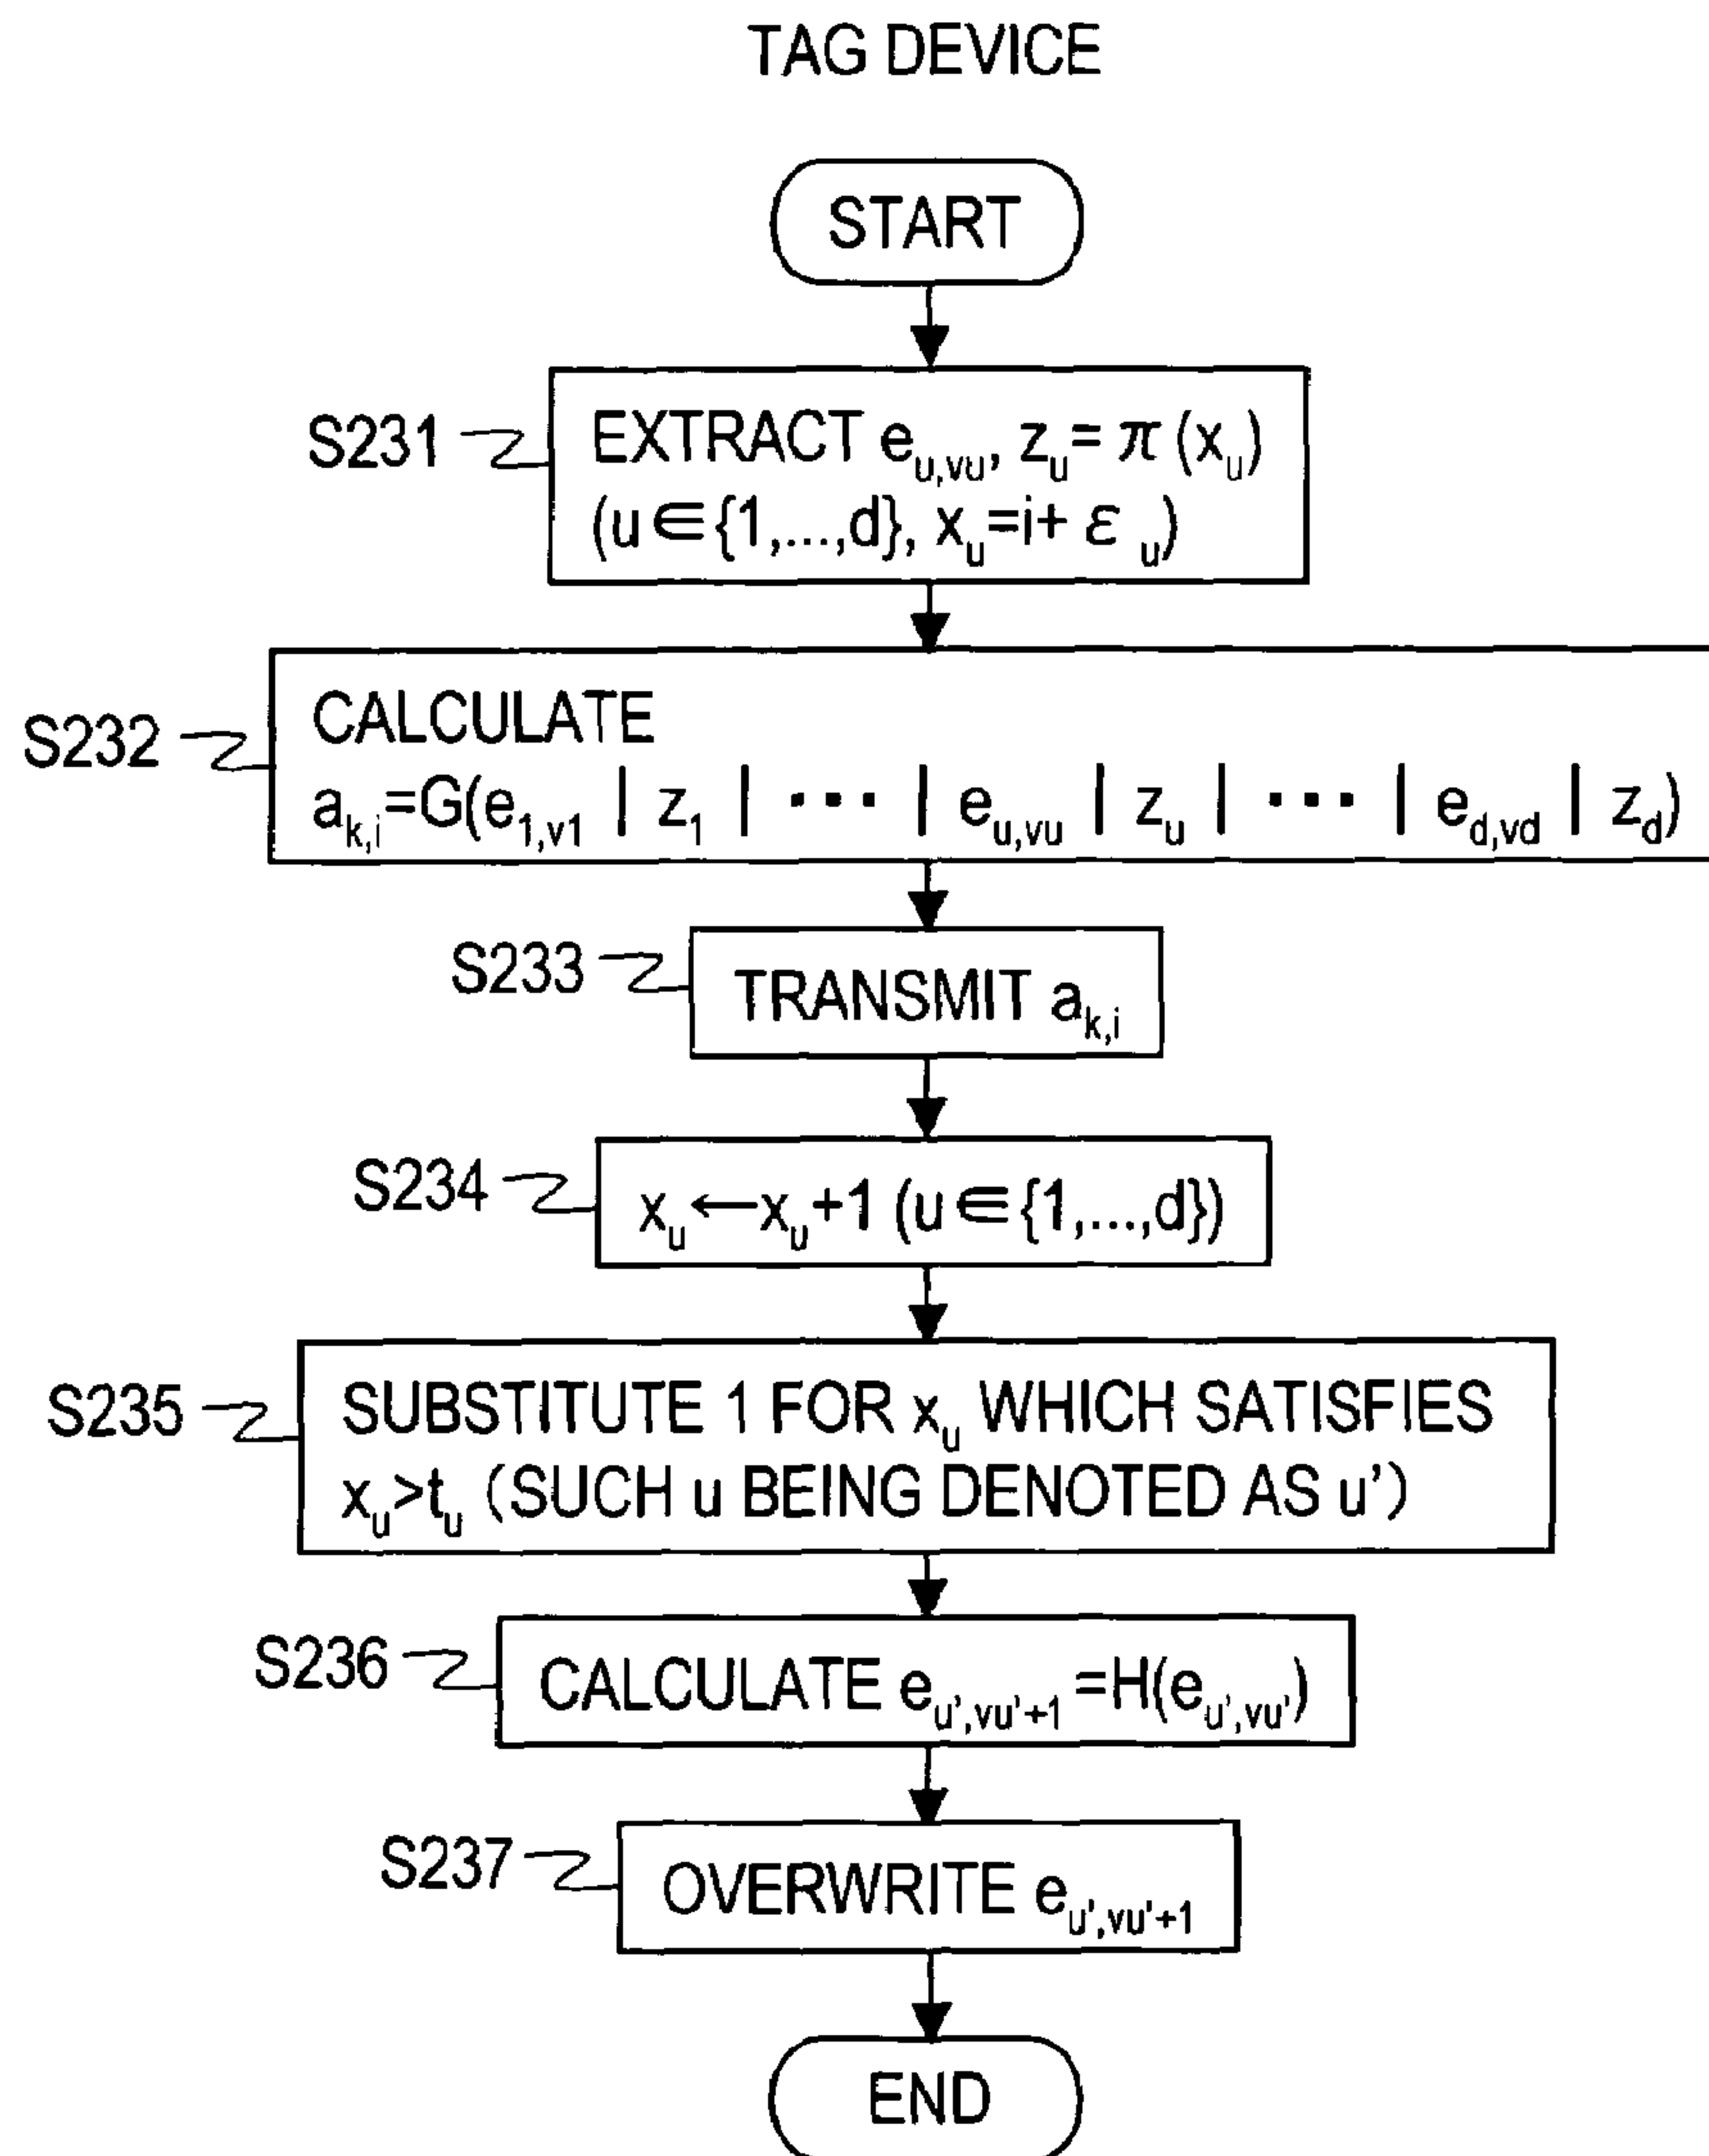 TAG DEVICE
START
S231
EXTRACT e_{u,vu}, z_u = π (x_u)
(u∈{1,...,d}, x_u=i+ ε_u)
S232
CALCULATE
a_{k,i}=G(e_{1,v1} | z_1 | ··· | e_{u,vu} | z_u | ··· | e_{d,vd} | z_d)
S233
TRANSMIT a_{k,i}
S234
x_u←x_u+1 (u∈{1,...,d})
S235
SUBSTITUTE 1 FOR x_u WHICH SATISFIES
x_u>t_u (SUCH u BEING DENOTED AS u')
S236
CALCULATE e_{u',vu'+1} =H(e_{u',vu'})
S237
OVERWRITE e_{u',vu'+1}
END